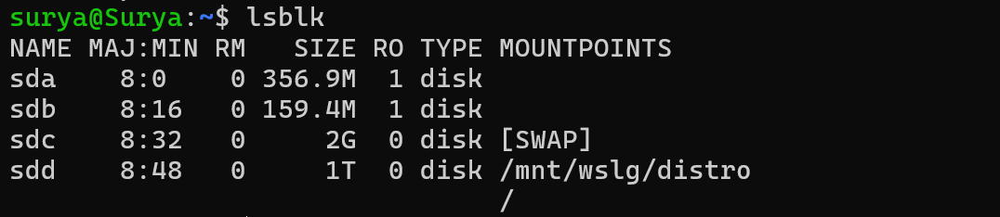 surya@Surya:~$ lsblk
NAME MAJ:MIN RM   SIZE RO TYPE MOUNTPOINTS
sda    8:0    0 356.9M  1 disk
sdb    8:16   0 159.4M  1 disk
sdc    8:32   0     2G  0 disk [SWAP]
sdd    8:48   0     1T  0 disk /mnt/wslg/distro
                               /